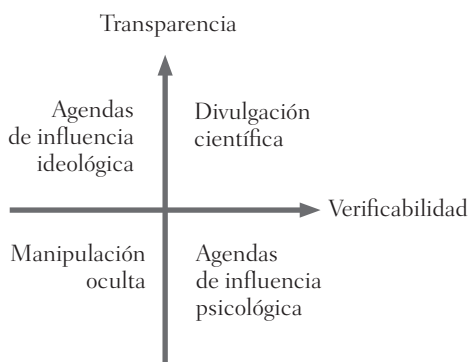 Transparencia
Agendas
de influencia
ideológica
Divulgación
científica
Verificabilidad
Manipulación
oculta
Agendas
de influencia
psicológica